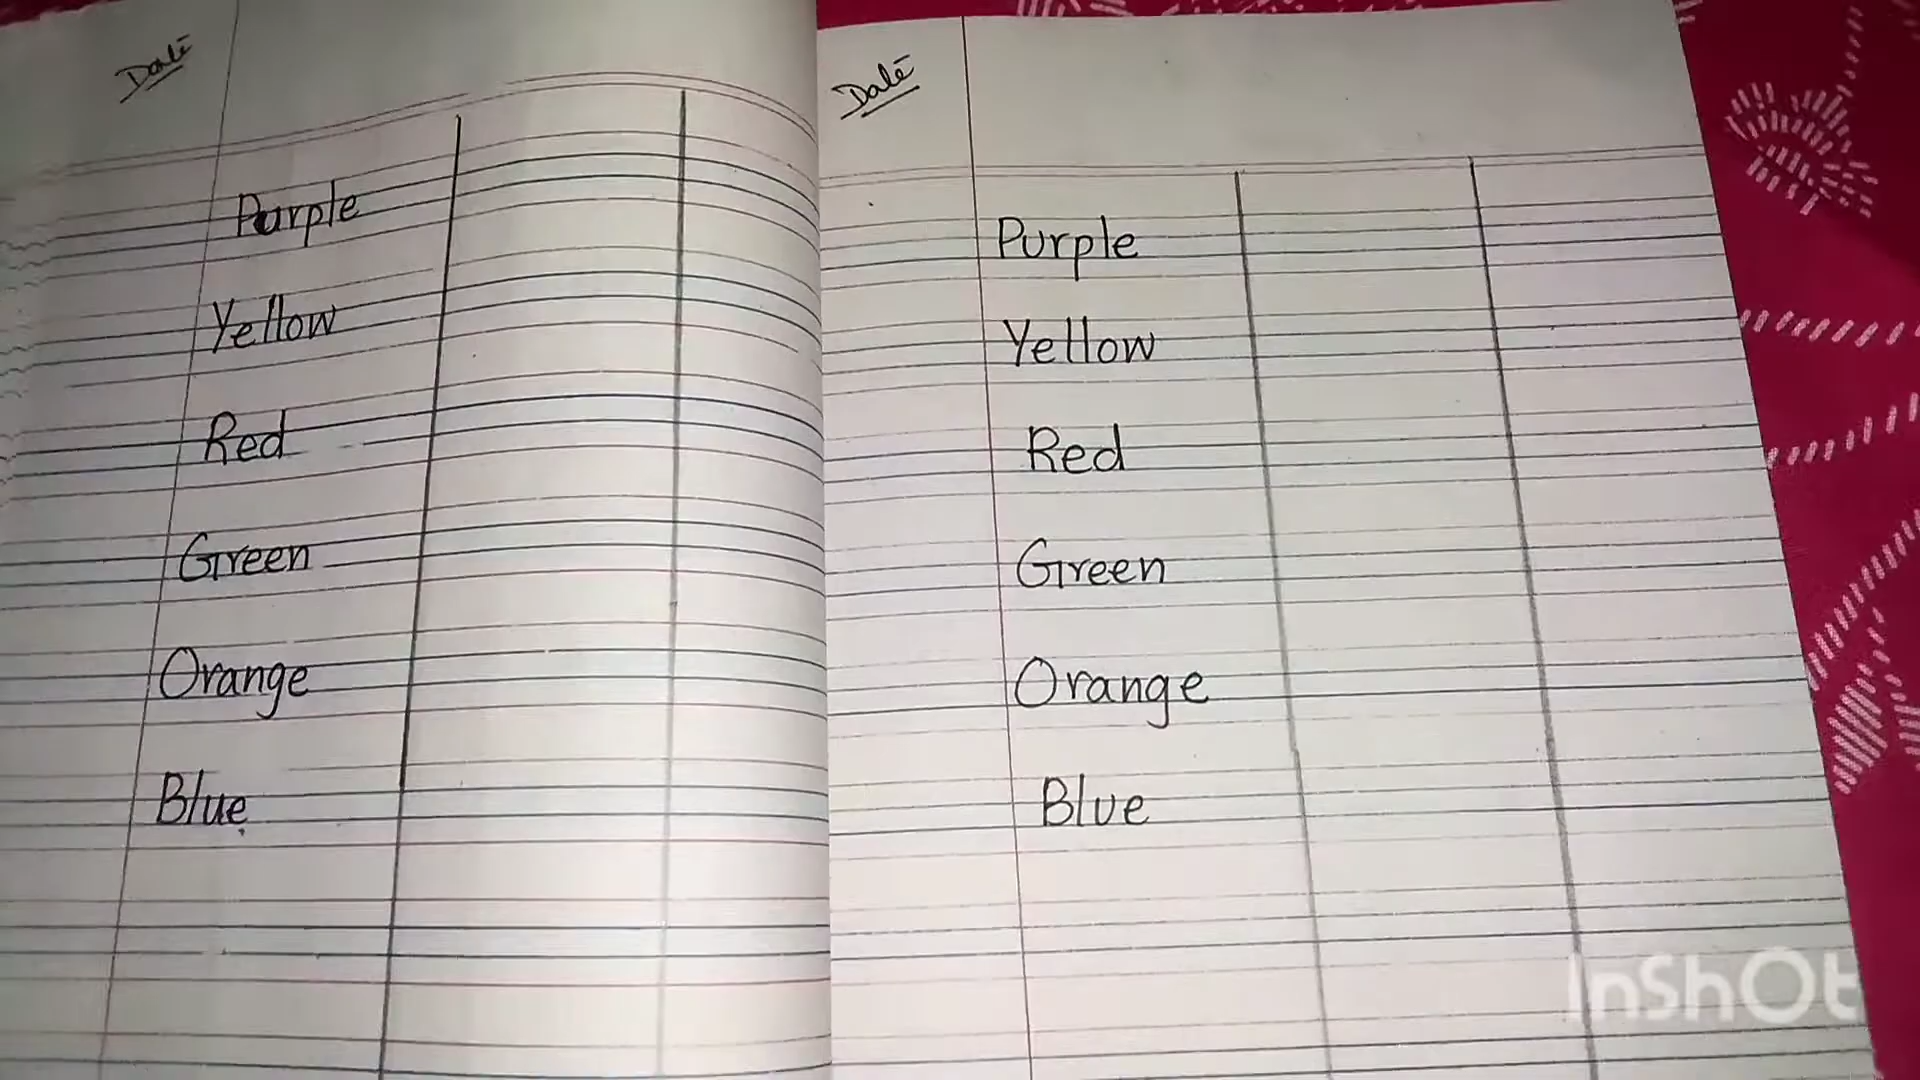 Date
Purple
Yellow
Red
Green
Orange
Blue
Date
Purple
Yellow
Red
Green
Orange
Blue
InShOt